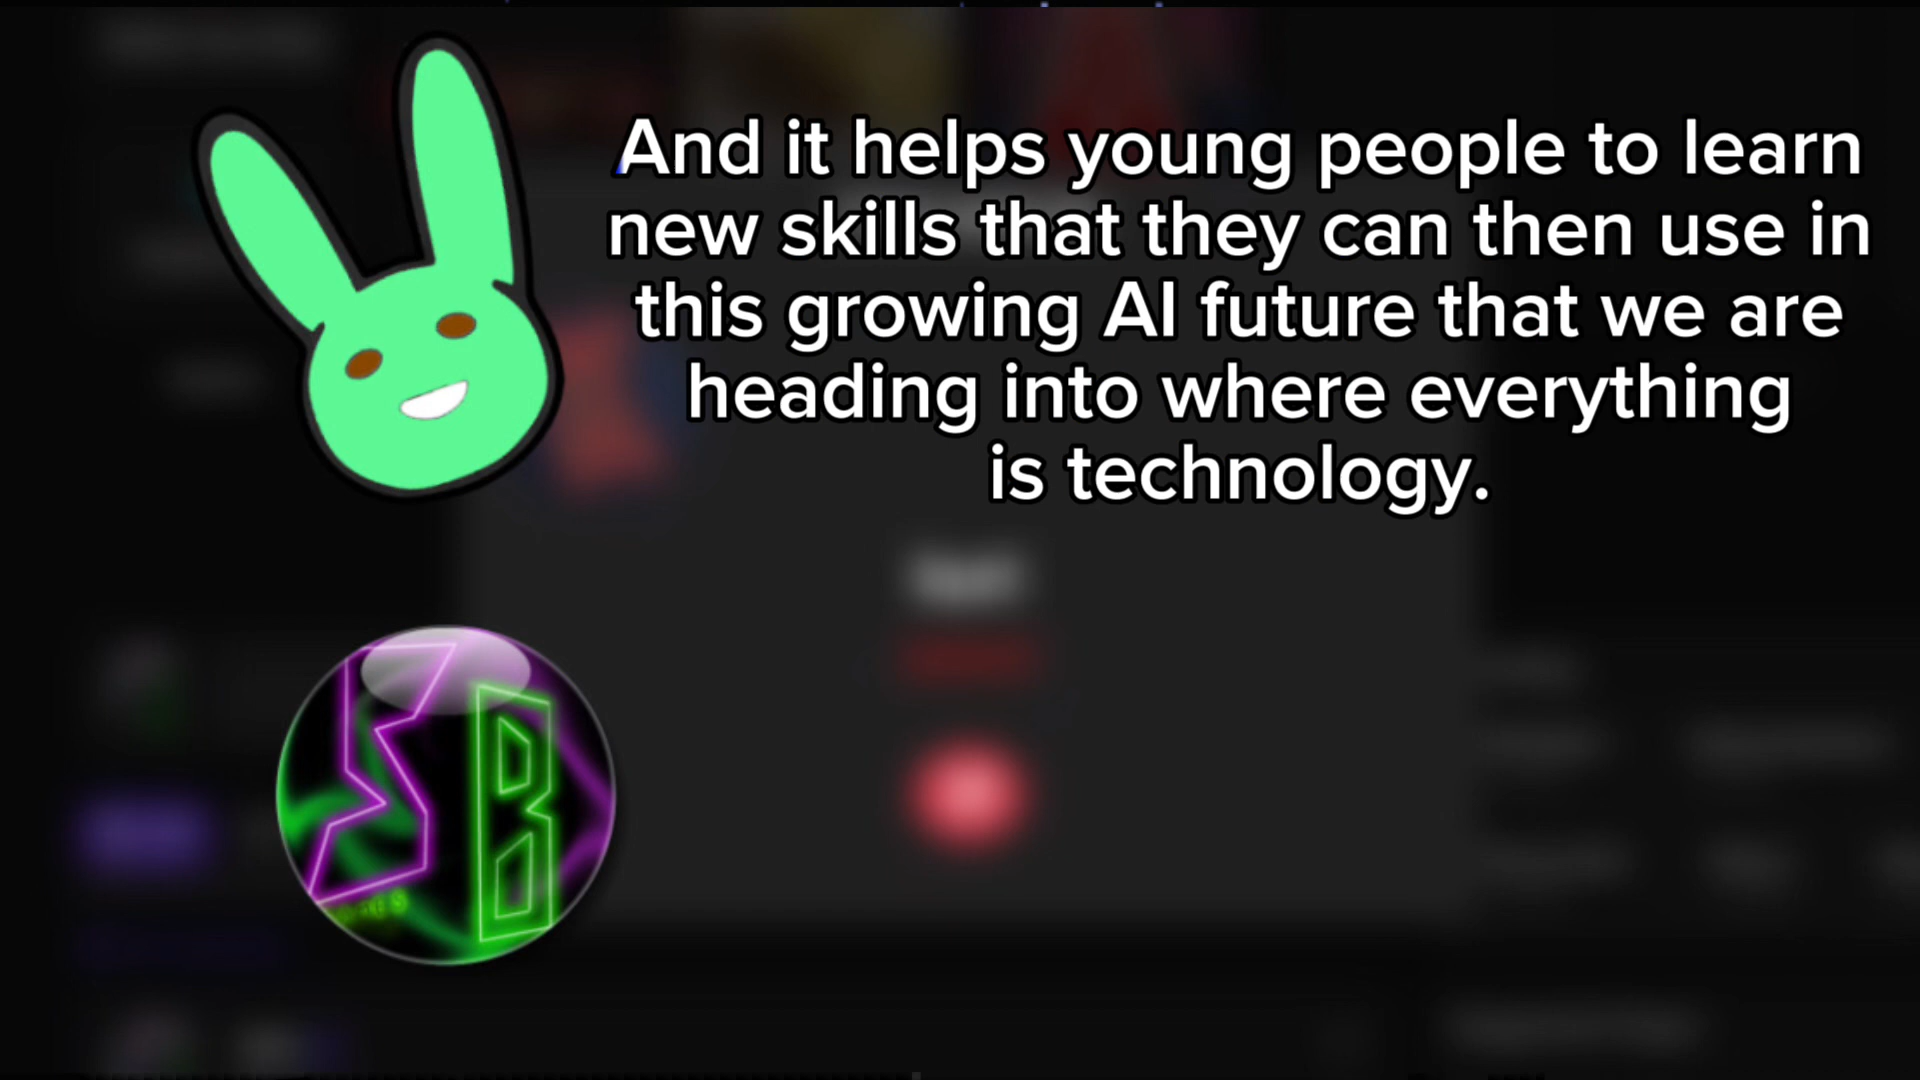 And it helps young people to learn
new skills that they can then use in
this growing AI future that we are
heading into where everything
is technology.
SB